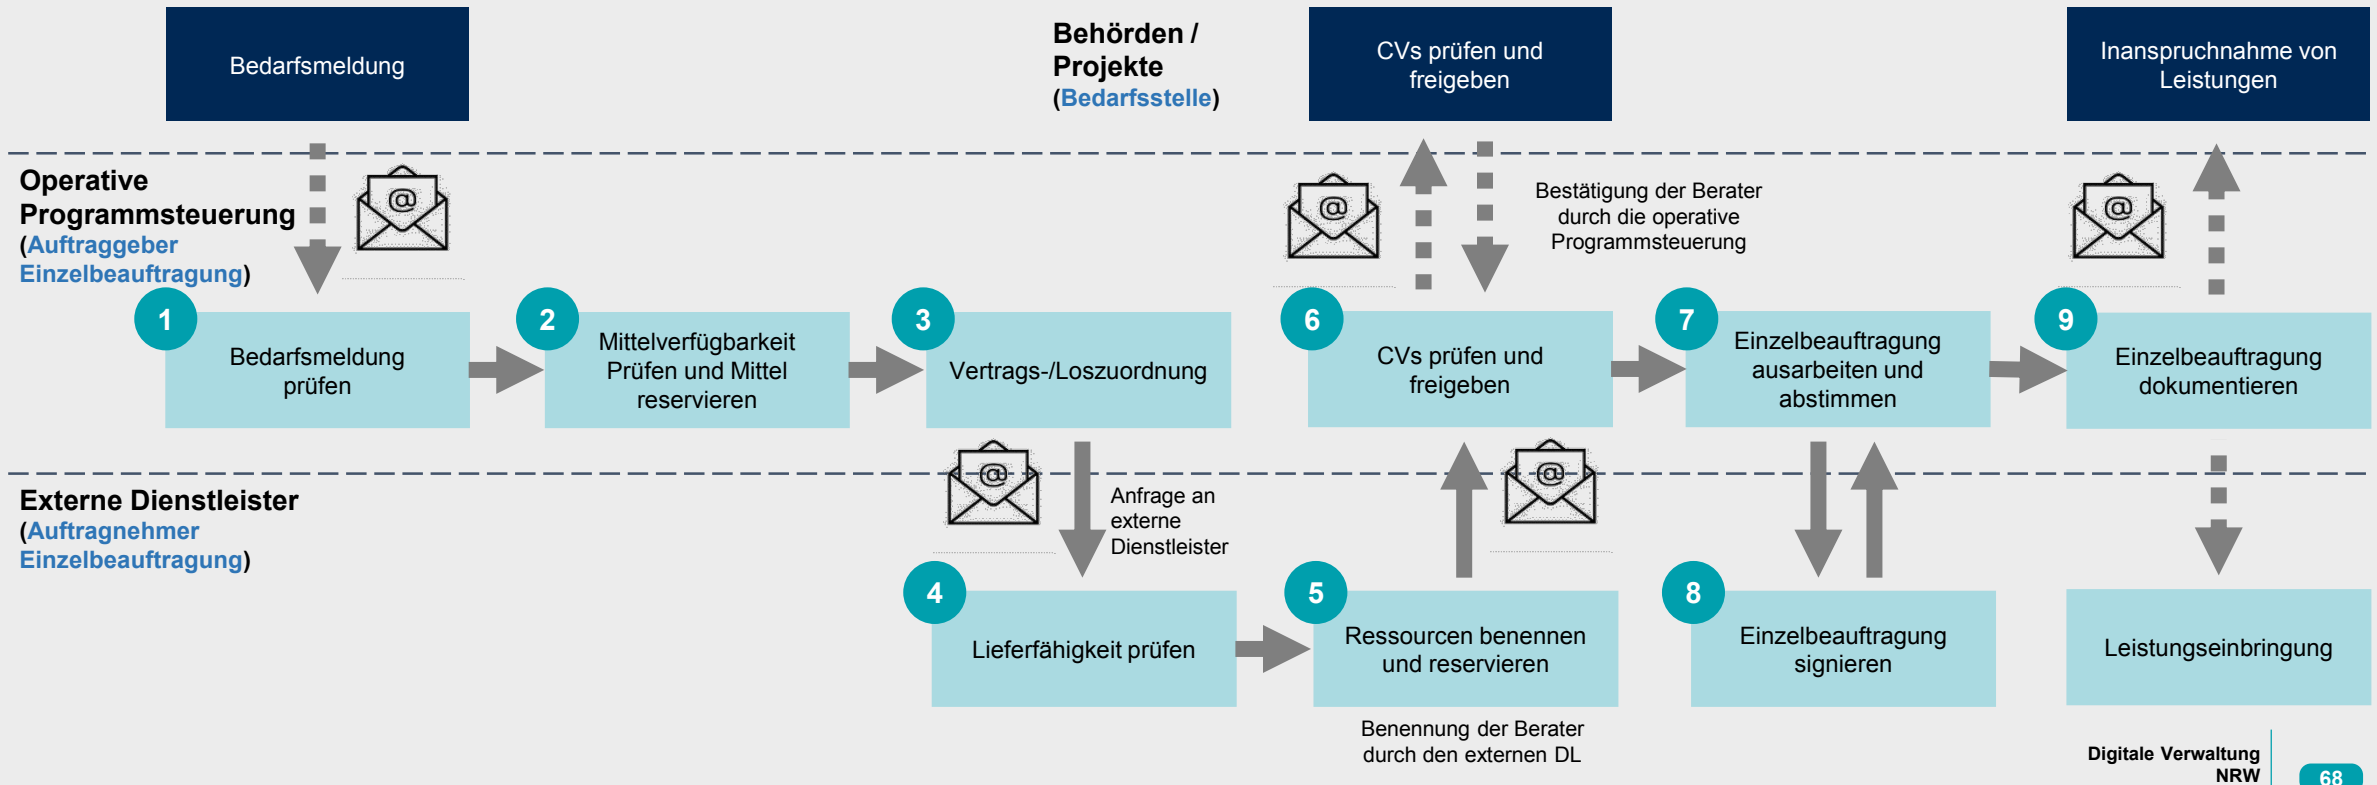 Bedarfsmeldung
Behörden /
Projekte
(Bedarfsstelle)
CVs prüfen und
freigeben
Inanspruchnahme von
Leistungen
Operative
Programmsteuerung
(Auftraggeber
Einzelbeauftragung)
@
@
Bestätigung der Berater
durch die operative
Programmsteuerung
@
1
Bedarfsmeldung
prüfen
2
Mittelverfügbarkeit
Prüfen und Mittel
reservieren
3
Vertrags-/Loszuordnung
6
CVs prüfen und
freigeben
7
Einzelbeauftragung
ausarbeiten und
abstimmen
9
Einzelbeauftragung
dokumentieren
Externe Dienstleister
(Auftragnehmer
Einzelbeauftragung)
@
Anfrage an
externe
Dienstleister
@
4
Lieferfähigkeit prüfen
5
Ressourcen benennen
und reservieren
Benennung der Berater
durch den externen DL
8
Einzelbeauftragung
signieren
Leistungseinbringung
Digitale Verwaltung
NRW
68